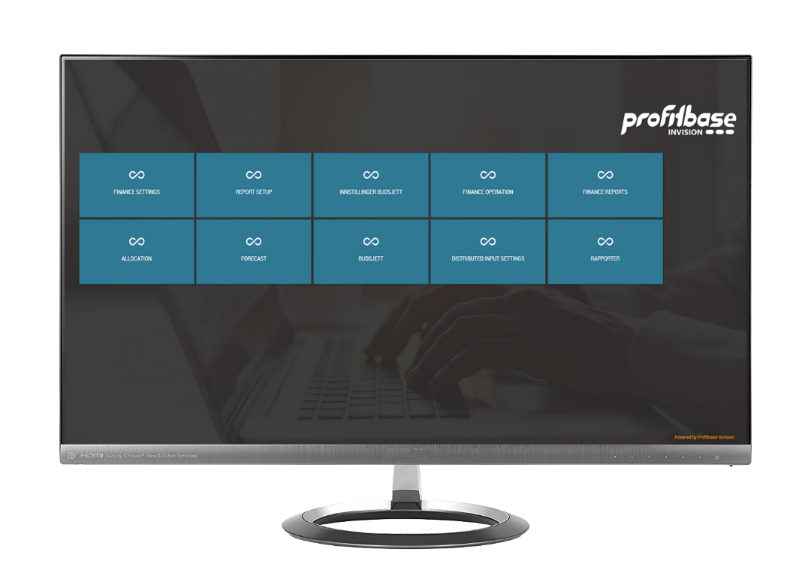 profitbase
INVISION
FINANCE SETTINGS
REPORT SETUP
INNSTILLINGER BUDSJETT
FINANCE OPERATION
FINANCE REPORTS
ALLOCATION
FORECAST
BUDSJETT
DISTRIBUTED INPUT SETTINGS
RAPPORTER
Powered by Profitbase InVision
HDMI